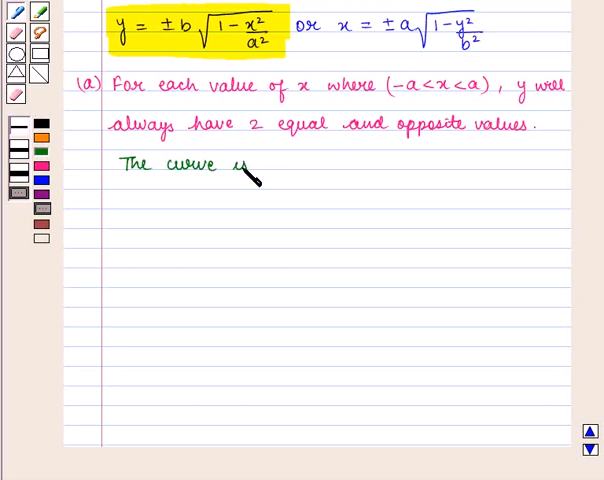 y = ± b √(1 - x²/a²) or x = ± a √(1 - y²/b²)
(a) For each value of x where (-a < x < a), y will
always have 2 equal and opposite values.
The curve is